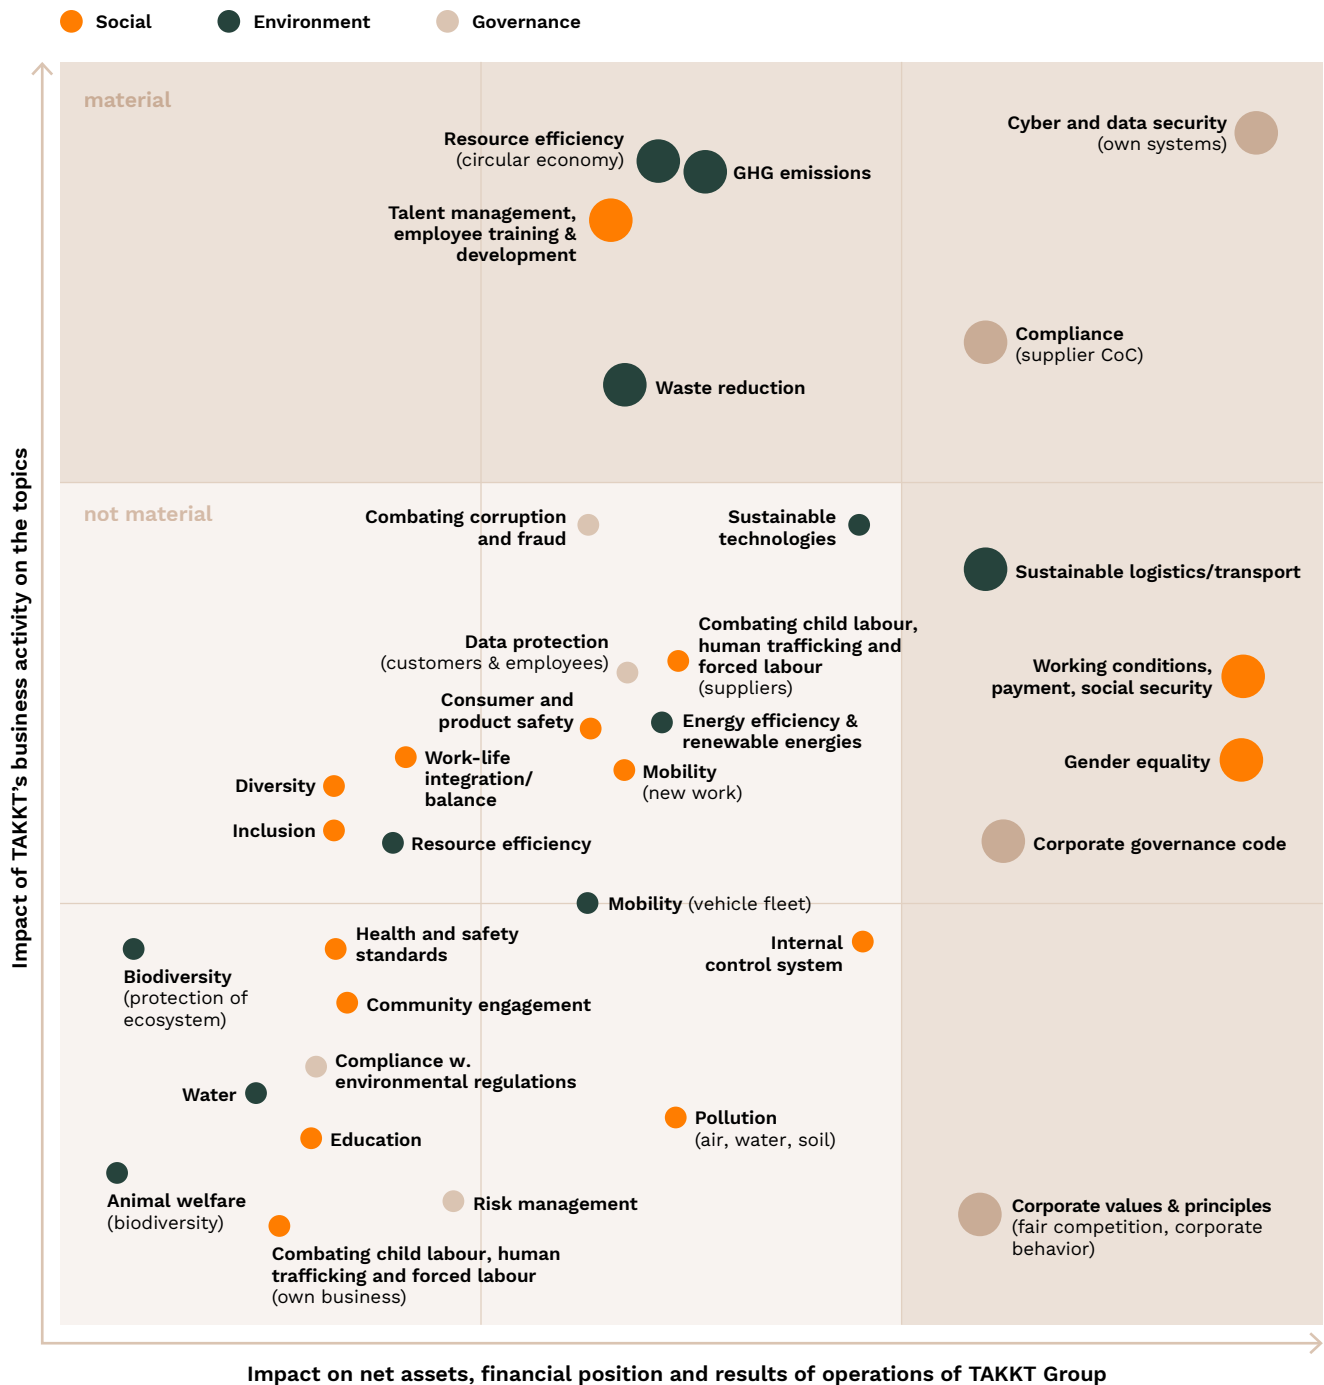 Social
Environment
Governance
material
Resource efficiency
(circular economy)
GHG emissions
Cyber and data security
(own systems)
Talent management,
employee training &
development
Compliance
(supplier CoC)
Waste reduction
Impact of TAKKT's business activity on the topics
not material
Combating corruption
and fraud
Sustainable
technologies
Sustainable logistics/transport
Data protection
(customers & employees)
Combating child labour,
human trafficking and
forced labour
(suppliers)
Working conditions,
payment, social security
Consumer and
product safety
Energy efficiency &
renewable energies
Work-life
integration/
balance
Mobility
(new work)
Gender equality
Diversity
Inclusion
Resource efficiency
Corporate governance code
Mobility (vehicle fleet)
Health and safety
standards
Internal
control system
Biodiversity
(protection of
ecosystem)
Community engagement
Compliance w.
environmental regulations
Water
Education
Pollution
(air, water, soil)
Animal welfare
(biodiversity)
Risk management
Corporate values & principles
(fair competition, corporate
behavior)
Combating child labour, human
trafficking and forced labour
(own business)
Impact on net assets, financial position and results of operations of TAKKT Group